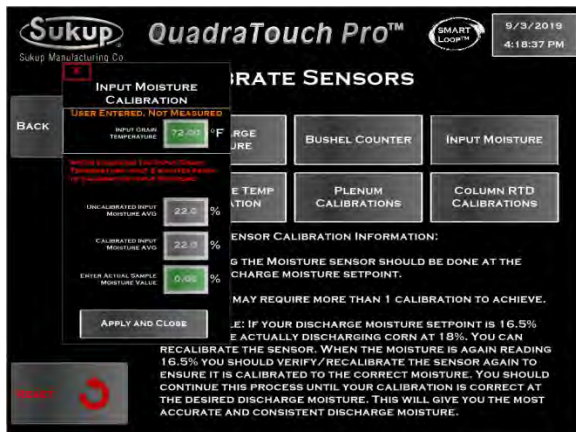 Sukup
Sukup Manufacturing Co
QuadraTouch Pro™
SMART
LOOP™
9/3/2019
4:18:37 PM
BRATE SENSORS
X
INPUT MOISTURE
CALIBRATION
USER ENTERED, NOT MEASURED
INPUT GRAIN
TEMPERATURE
72.00 °F
BACK
ARGE
URE
BUSHEL COUNTER
INPUT MOISTURE
E TEMP
TION
PLENUM
CALIBRATIONS
COLUMN RTD
CALIBRATIONS
UNCALIBRATED INPUT
MOISTURE AVG
22.0 %
CALIBRATED INPUT
MOISTURE AVG
22.0 %
ENTER ACTUAL SAMPLE
MOISTURE VALUE
0.00 %
APPLY AND CLOSE
ENSOR CALIBRATION INFORMATION:
G THE MOISTURE SENSOR SHOULD BE DONE AT THE
CHARGE MOISTURE SETPOINT.
MAY REQUIRE MORE THAN 1 CALIBRATION TO ACHIEVE.
LE: IF YOUR DISCHARGE MOISTURE SETPOINT IS 16.5%
E ACTUALLY DISCHARGING CORN AT 18%. YOU CAN
RECALIBRATE THE SENSOR. WHEN THE MOISTURE IS AGAIN READING
16.5% YOU SHOULD VERIFY/RECALIBRATE THE SENSOR AGAIN TO
ENSURE IT IS CALIBRATED TO THE CORRECT MOISTURE. YOU SHOULD
CONTINUE THIS PROCESS UNTIL YOUR CALIBRATION IS CORRECT AT
THE DESIRED DISCHARGE MOISTURE. THIS WILL GIVE YOU THE MOST
ACCURATE AND CONSISTENT DISCHARGE MOISTURE.